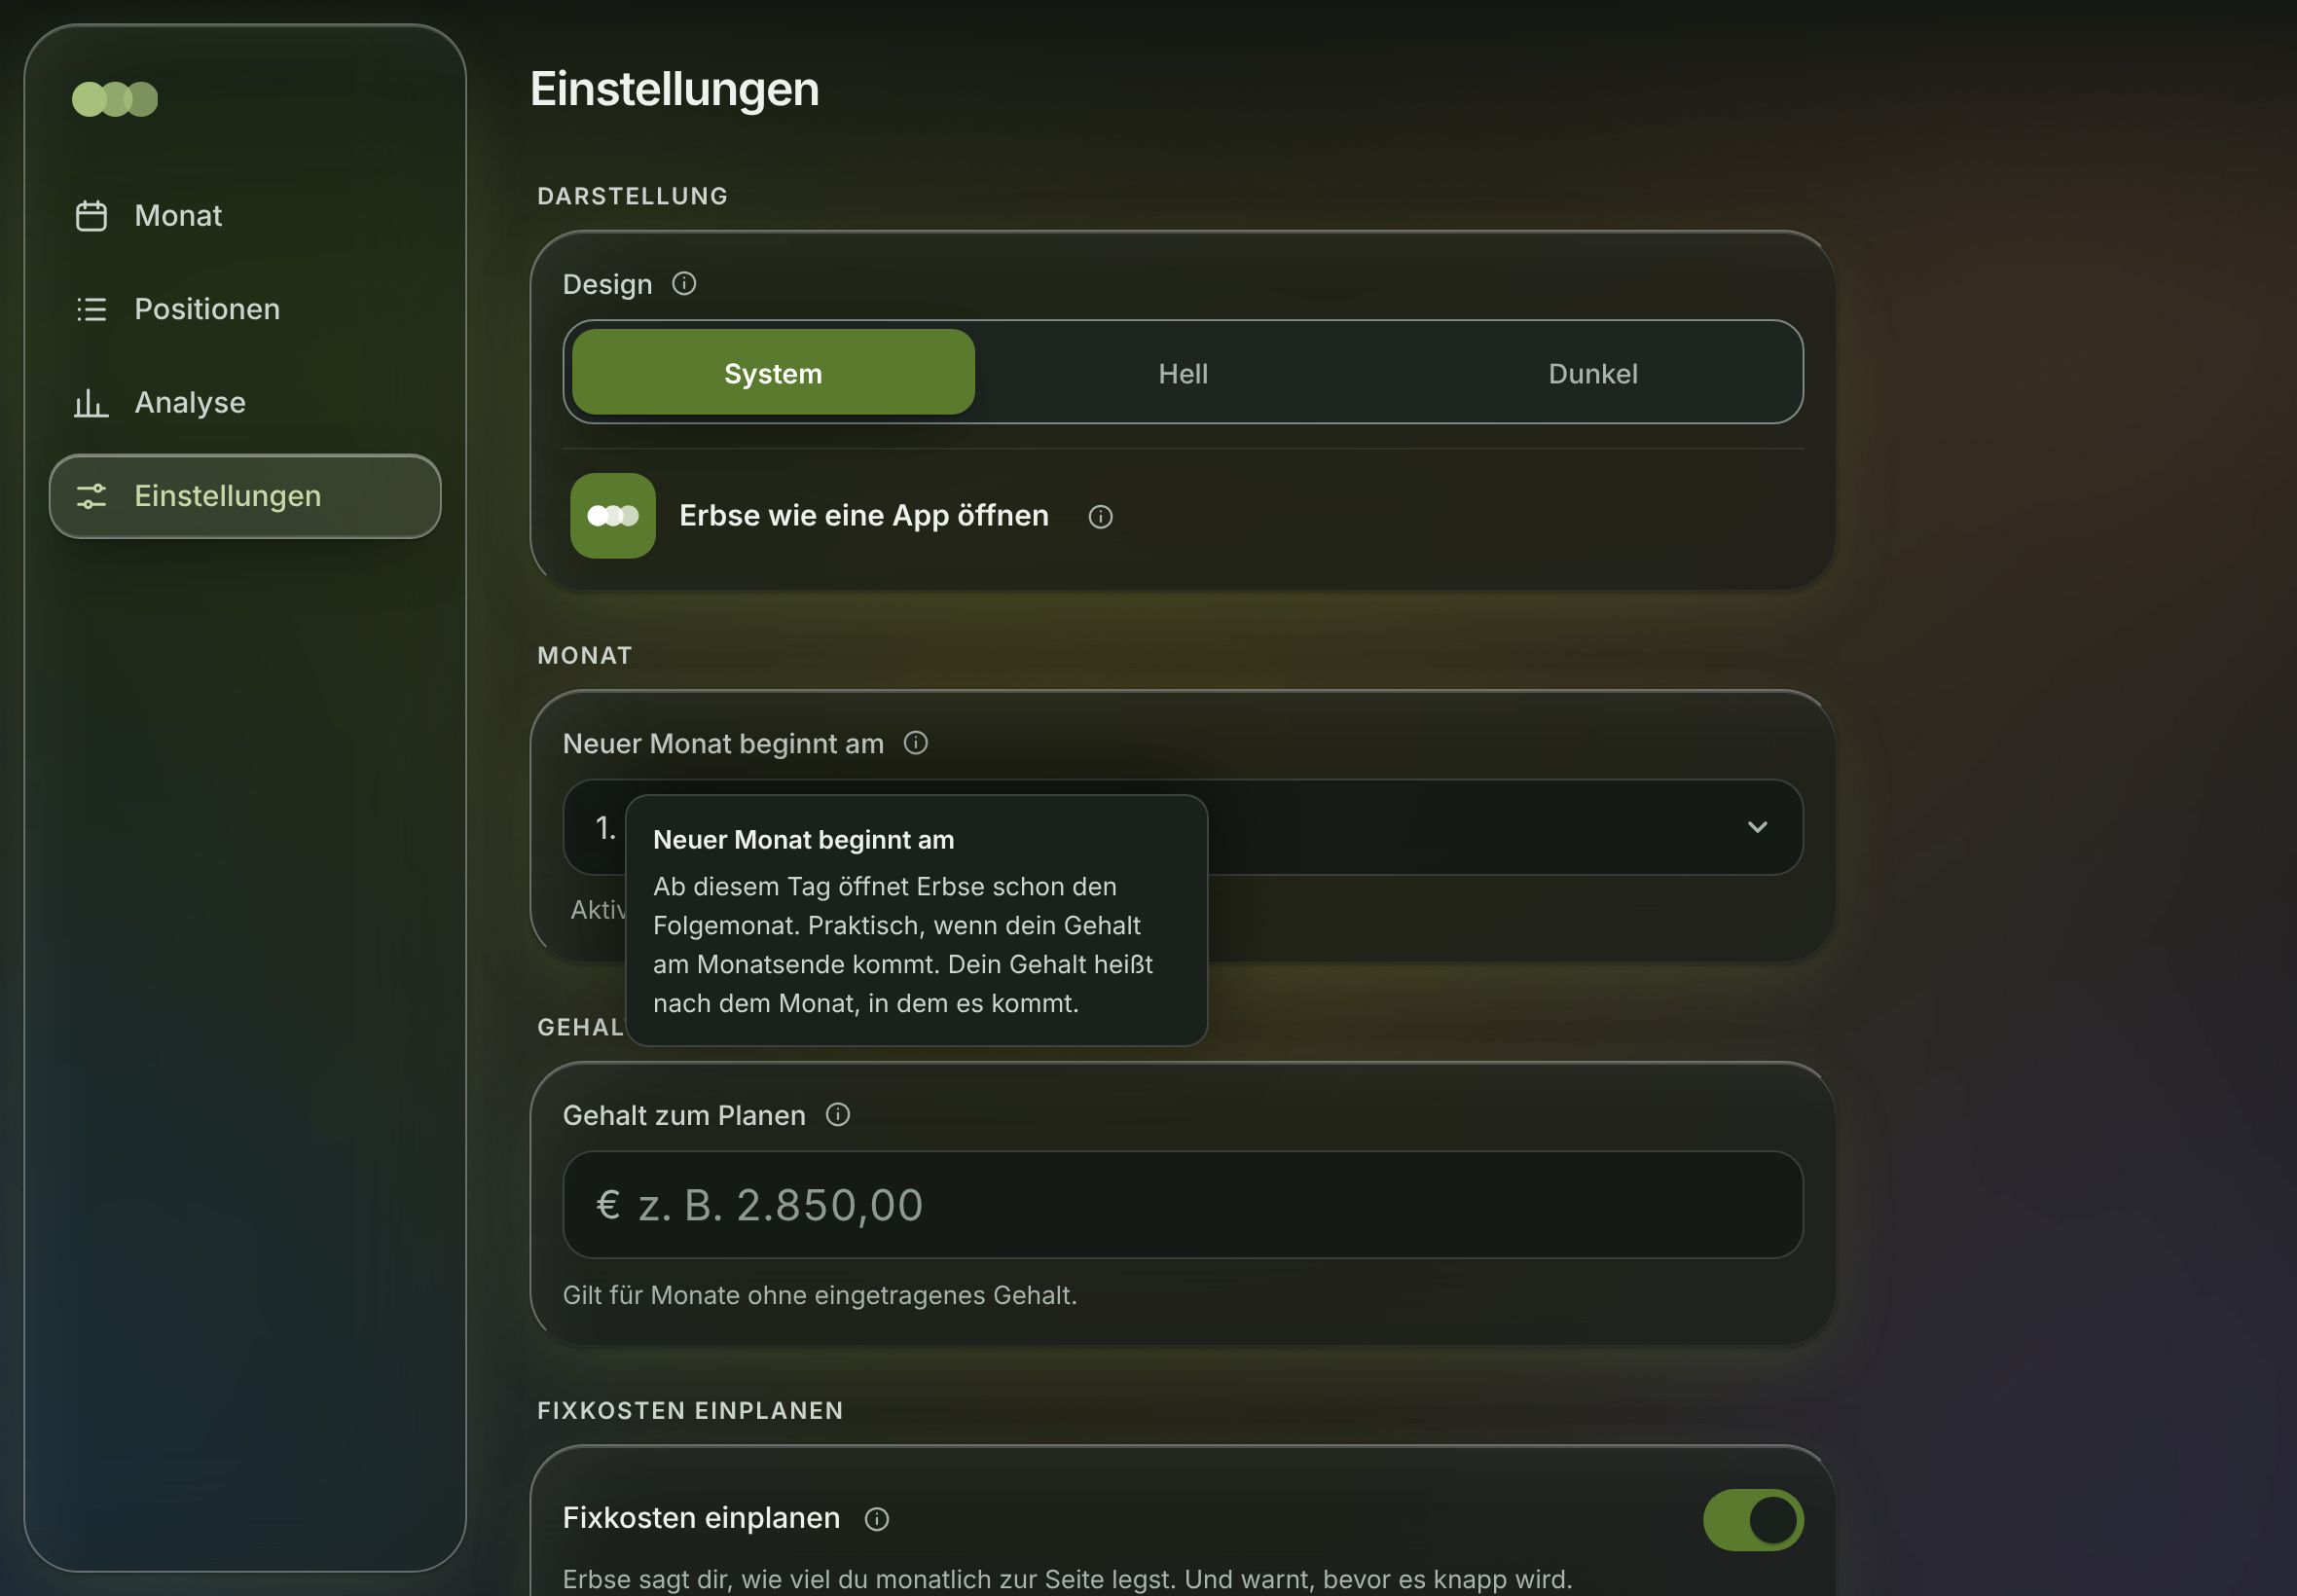 Einstellungen
DARSTELLUNG
Monat
Design
Positionen
System Hell Dunkel
Analyse
Einstellungen
Erbse wie eine App öffnen
MONAT
Neuer Monat beginnt am
1.
Neuer Monat beginnt am
Ab diesem Tag öffnet Erbse schon den
Folgemonat. Praktisch, wenn dein Gehalt
am Monatsende kommt. Dein Gehalt heißt
nach dem Monat, in dem es kommt.
Gehalt zum Planen
€ z. B. 2.850,00
Gilt für Monate ohne eingetragenes Gehalt.
FIXKOSTEN EINPLANEN
Fixkosten einplanen
Erbse sagt dir, wie viel du monatlich zur Seite legst. Und warnt, bevor es knapp wird.